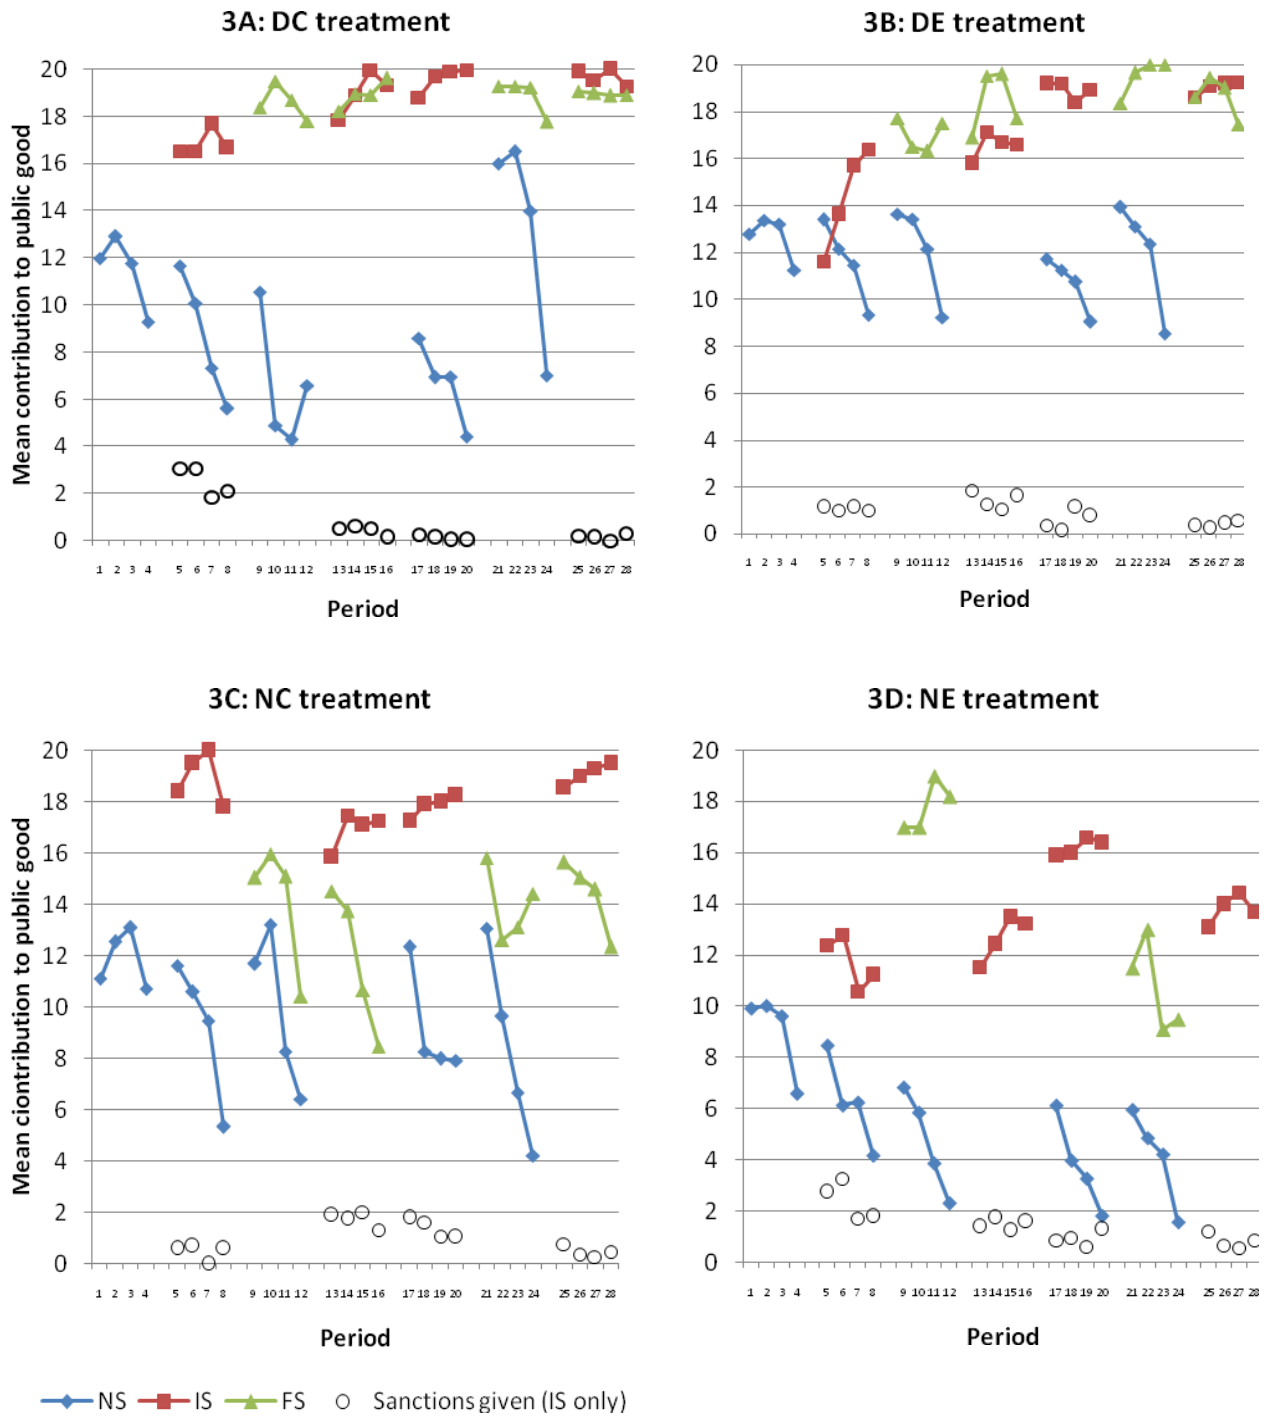 3A: DC treatment
Mean contribution to public good
20
18
16
14
12
10
8
6
4
2
0
1 2 3 4 5 6 7 8 9 10 11 12 13 14 15 16 17 18 19 20 21 22 23 24 25 26 27 28
Period
3B: DE treatment
20
18
16
14
12
10
8
6
4
2
0
1 2 3 4 5 6 7 8 9 10 11 12 13 14 15 16 17 18 19 20 21 22 23 24 25 26 27 28
Period
3C: NC treatment
Mean ciontribution to public good
20
18
16
14
12
10
8
6
4
2
0
1 2 3 4 5 6 7 8 9 10 11 12 13 14 15 16 17 18 19 20 21 22 23 24 25 26 27 28
Period
3D: NE treatment
20
18
16
14
12
10
8
6
4
2
0
1 2 3 4 5 6 7 8 9 10 11 12 13 14 15 16 17 18 19 20 21 22 23 24 25 26 27 28
Period
NS IS FS Sanctions given (IS only)